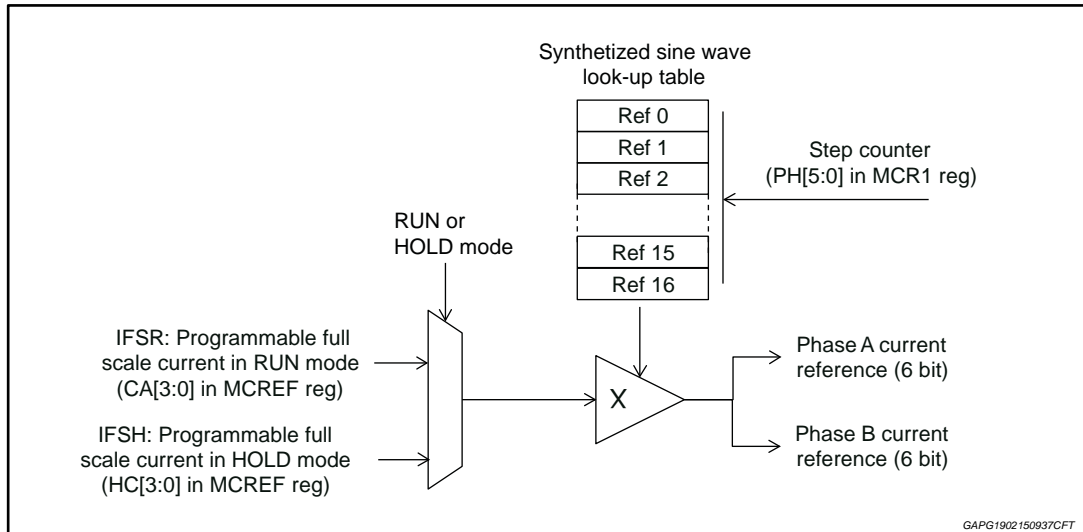 Synthetized sine wave
look-up table
Ref 0
Ref 1
Ref 2
Ref 15
Ref 16
Step counter
(PH[5:0] in MCR1 reg)
RUN or
HOLD mode
IFSR: Programmable full
scale current in RUN mode
(CA[3:0] in MCREF reg)
IFSH: Programmable full
scale current in HOLD mode
(HC[3:0] in MCREF reg)
X
Phase A current
reference (6 bit)
Phase B current
reference (6 bit)
GAPG1902150937CFT